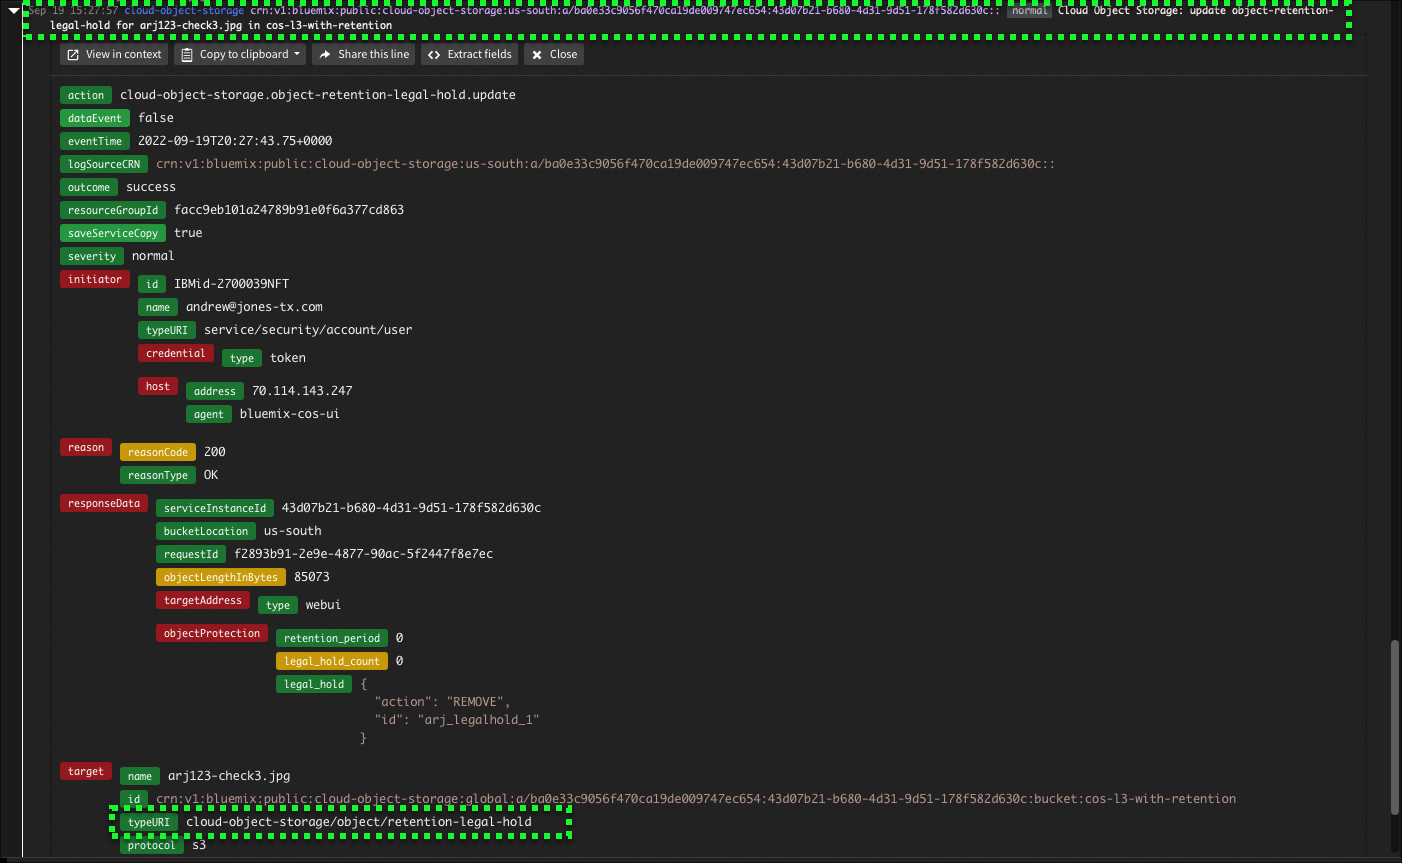 Sep 19 15:27:57 cloud-object-storage crn:v1:bluemix:public:cloud-object-storage:us-south:a/ba0e33c9056f470ca19de009747ec654:43d07b21-b680-4d31-9d51-178f582d630c:: normal Cloud Object Storage: update object-retention-
legal-hold for arj123-check3.jpg in cos-l3-with-retention
View in context Copy to clipboard Share this line Extract fields Close
action cloud-object-storage.object-retention-legal-hold.update
dataEvent false
eventTime 2022-09-19T20:27:43.75+0000
logSourceCRN crn:v1:bluemix:public:cloud-object-storage:us-south:a/ba0e33c9056f470ca19de009747ec654:43d07b21-b680-4d31-9d51-178f582d630c::
outcome success
resourceGroupId facc9eb101a24789b91e0f6a377cd863
saveServiceCopy true
severity normal
initiator
id IBMid-2700039NFT
name andrew@jones-tx.com
typeURI service/security/account/user
credential
type token
host
address 70.114.143.247
agent bluemix-cos-ui
reason
reasonCode 200
reasonType OK
responseData
serviceInstanceId 43d07b21-b680-4d31-9d51-178f582d630c
bucketLocation us-south
requestId f2893b91-2e9e-4877-90ac-5f2447f8e7ec
objectLengthInBytes 85073
targetAddress
type webui
objectProtection
retention_period 0
legal_hold_count 0
legal_hold {
"action": "REMOVE",
"id": "arj_legalhold_1"
}
target
name arj123-check3.jpg
id crn:v1:bluemix:public:cloud-object-storage:global:a/ba0e33c9056f470ca19de009747ec654:43d07b21-b680-4d31-9d51-178f582d630c:bucket:cos-l3-with-retention
typeURI cloud-object-storage/object/retention-legal-hold
protocol s3